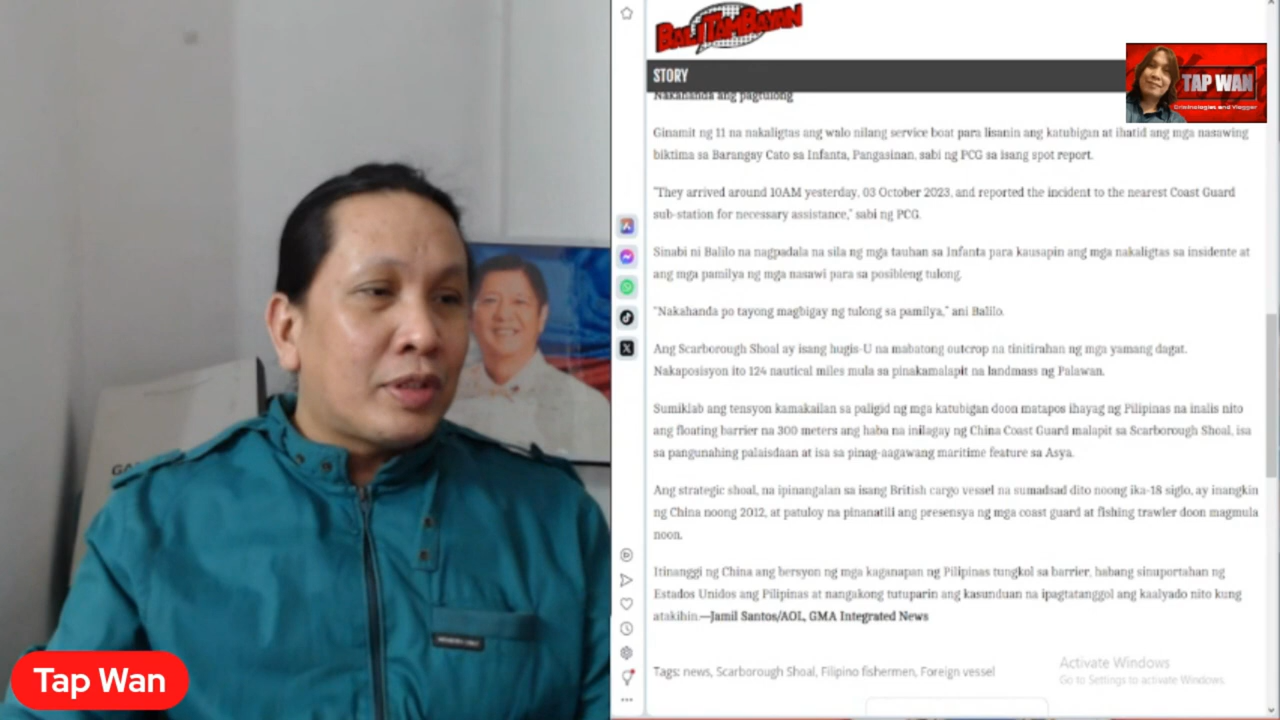 BALITAMBAYAN
STORY
TAP WAN
Criminologist and Vlogger
Nakahanda ang pagtulong
Ginamit ng 11 na nakaligtas ang walo nilang service boat para lisanin ang katubigan at ihatid ang mga nasawing
biktima sa Barangay Cato sa Infanta, Pangasinan, sabi ng PCG sa isang spot report.
"They arrived around 10AM yesterday, 03 October 2023, and reported the incident to the nearest Coast Guard
sub-station for necessary assistance," sabi ng PCG.
Sinabi ni Balilo na nagpadala na sila ng mga tauhan sa Infanta para kausapin ang mga nakaligtas sa insidente at
ang mga pamilya ng mga nasawi para sa posibleng tulong.
"Nakahanda po tayong magbigay ng tulong sa pamilya," ani Balilo.
Ang Scarborough Shoal ay isang hugis-U na mabatong outcrop na tinitirahan ng mga yamang dagat.
Nakaposisyon ito 124 nautical miles mula sa pinakamalapit na landmass ng Palawan.
Sumiklab ang tensyon kamakailan sa paligid ng mga katubigan doon matapos ihayag ng Pilipinas na inalis nito
ang floating barrier na 300 meters ang haba na inilagay ng China Coast Guard malapit sa Scarborough Shoal, isa
sa pangunahing palaisdaan at isa sa pinag-aagawang maritime feature sa Asya.
Ang strategic shoal, na ipinangalan sa isang British cargo vessel na sumadsad dito noong ika-18 siglo, ay inangkin
ng China noong 2012, at patuloy na pinanatili ang presensya ng mga coast guard at fishing trawler doon magmula
noon.
Itinanggi ng China ang bersyon ng mga kaganapan ng Pilipinas tungkol sa barrier, habang sinuportahan ng
Estados Unidos ang Pilipinas at nangakong tutuparin ang kasunduan na ipagtatanggol ang kaalyado nito kung
atakihin.—Jamil Santos/AOL, GMA Integrated News
Tags: news, Scarborough Shoal, Filipino fishermen, Foreign vessel
Activate Windows
Go to Settings to activate Windows.
Tap Wan